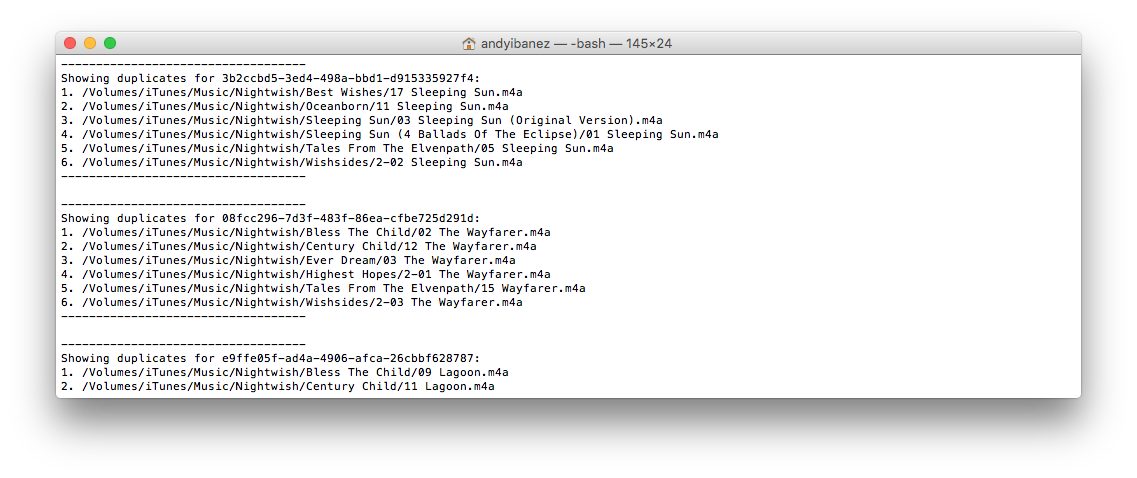 andyibanez — -bash — 145×24
-----------------------------------
Showing duplicates for 3b2ccbd5-3ed4-498a-bbd1-d915335927f4:
1. /Volumes/iTunes/Music/Nightwish/Best Wishes/17 Sleeping Sun.m4a
2. /Volumes/iTunes/Music/Nightwish/Oceanborn/11 Sleeping Sun.m4a
3. /Volumes/iTunes/Music/Nightwish/Sleeping Sun/03 Sleeping Sun (Original Version).m4a
4. /Volumes/iTunes/Music/Nightwish/Sleeping Sun (4 Ballads Of The Eclipse)/01 Sleeping Sun.m4a
5. /Volumes/iTunes/Music/Nightwish/Tales From The Elvenpath/05 Sleeping Sun.m4a
6. /Volumes/iTunes/Music/Nightwish/Wishsides/2-02 Sleeping Sun.m4a
-----------------------------------
-----------------------------------
Showing duplicates for 08fcc296-7d3f-483f-86ea-cfbe725d291d:
1. /Volumes/iTunes/Music/Nightwish/Bless The Child/02 The Wayfarer.m4a
2. /Volumes/iTunes/Music/Nightwish/Century Child/12 The Wayfarer.m4a
3. /Volumes/iTunes/Music/Nightwish/Ever Dream/03 The Wayfarer.m4a
4. /Volumes/iTunes/Music/Nightwish/Highest Hopes/2-01 The Wayfarer.m4a
5. /Volumes/iTunes/Music/Nightwish/Tales From The Elvenpath/15 Wayfarer.m4a
6. /Volumes/iTunes/Music/Nightwish/Wishsides/2-03 The Wayfarer.m4a
-----------------------------------
-----------------------------------
Showing duplicates for e9ffe05f-ad4a-4906-afca-26cbbf628787:
1. /Volumes/iTunes/Music/Nightwish/Bless The Child/09 Lagoon.m4a
2. /Volumes/iTunes/Music/Nightwish/Century Child/11 Lagoon.m4a